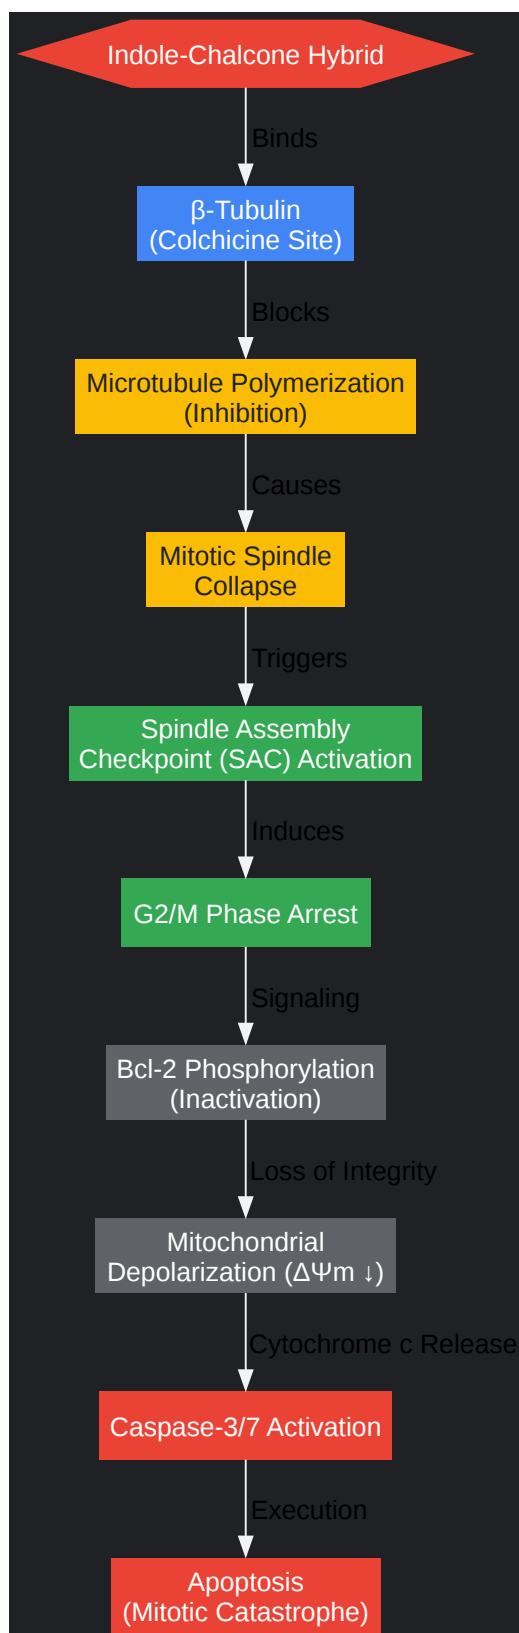 Indole-Chalcone Hybrid
Binds
β-Tubulin
(Colchicine Site)
Blocks
Microtubule Polymerization
(Inhibition)
Causes
Mitotic Spindle
Collapse
Triggers
Spindle Assembly
Checkpoint (SAC) Activation
Induces
G2/M Phase Arrest
Signaling
Bcl-2 Phosphorylation
(Inactivation)
Loss of Integrity
Mitochondrial
Depolarization (ΔΨm ↓)
Cytochrome c Release
Caspase-3/7 Activation
Execution
Apoptosis
(Mitotic Catastrophe)